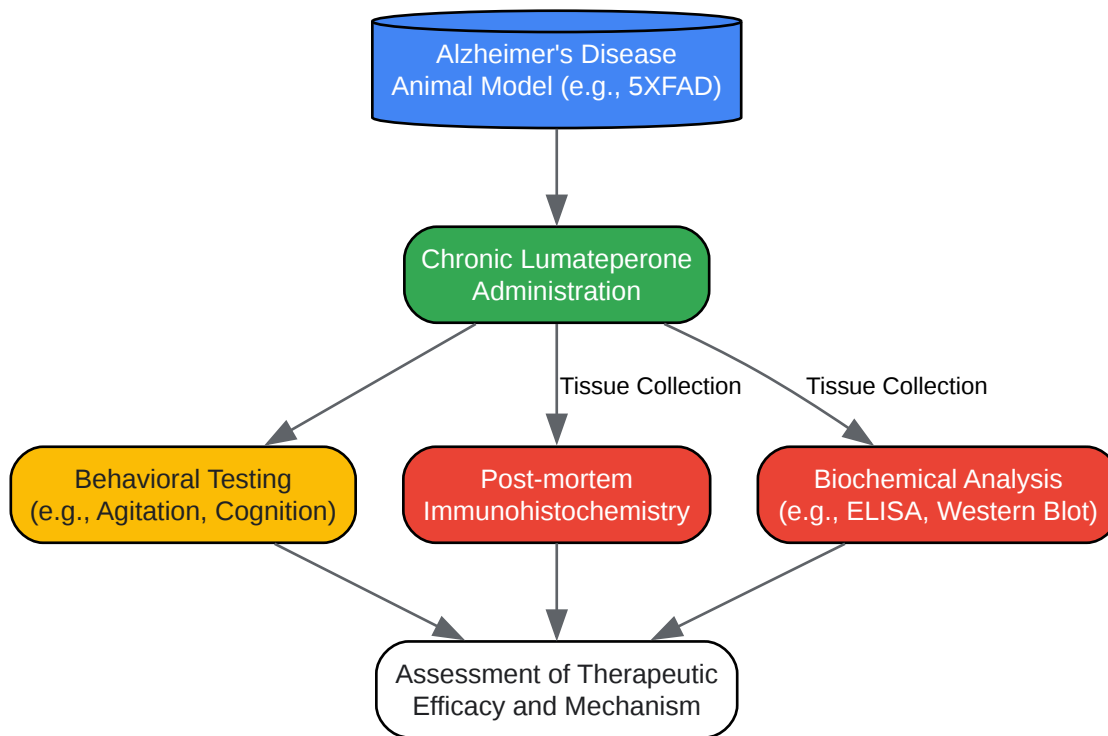 Alzheimer's Disease
Animal Model (e.g., 5XFAD)
Chronic Lumateperone
Administration
Tissue Collection
Tissue Collection
Behavioral Testing
(e.g., Agitation, Cognition)
Post-mortem
Immunohistochemistry
Biochemical Analysis
(e.g., ELISA, Western Blot)
Assessment of Therapeutic
Efficacy and Mechanism